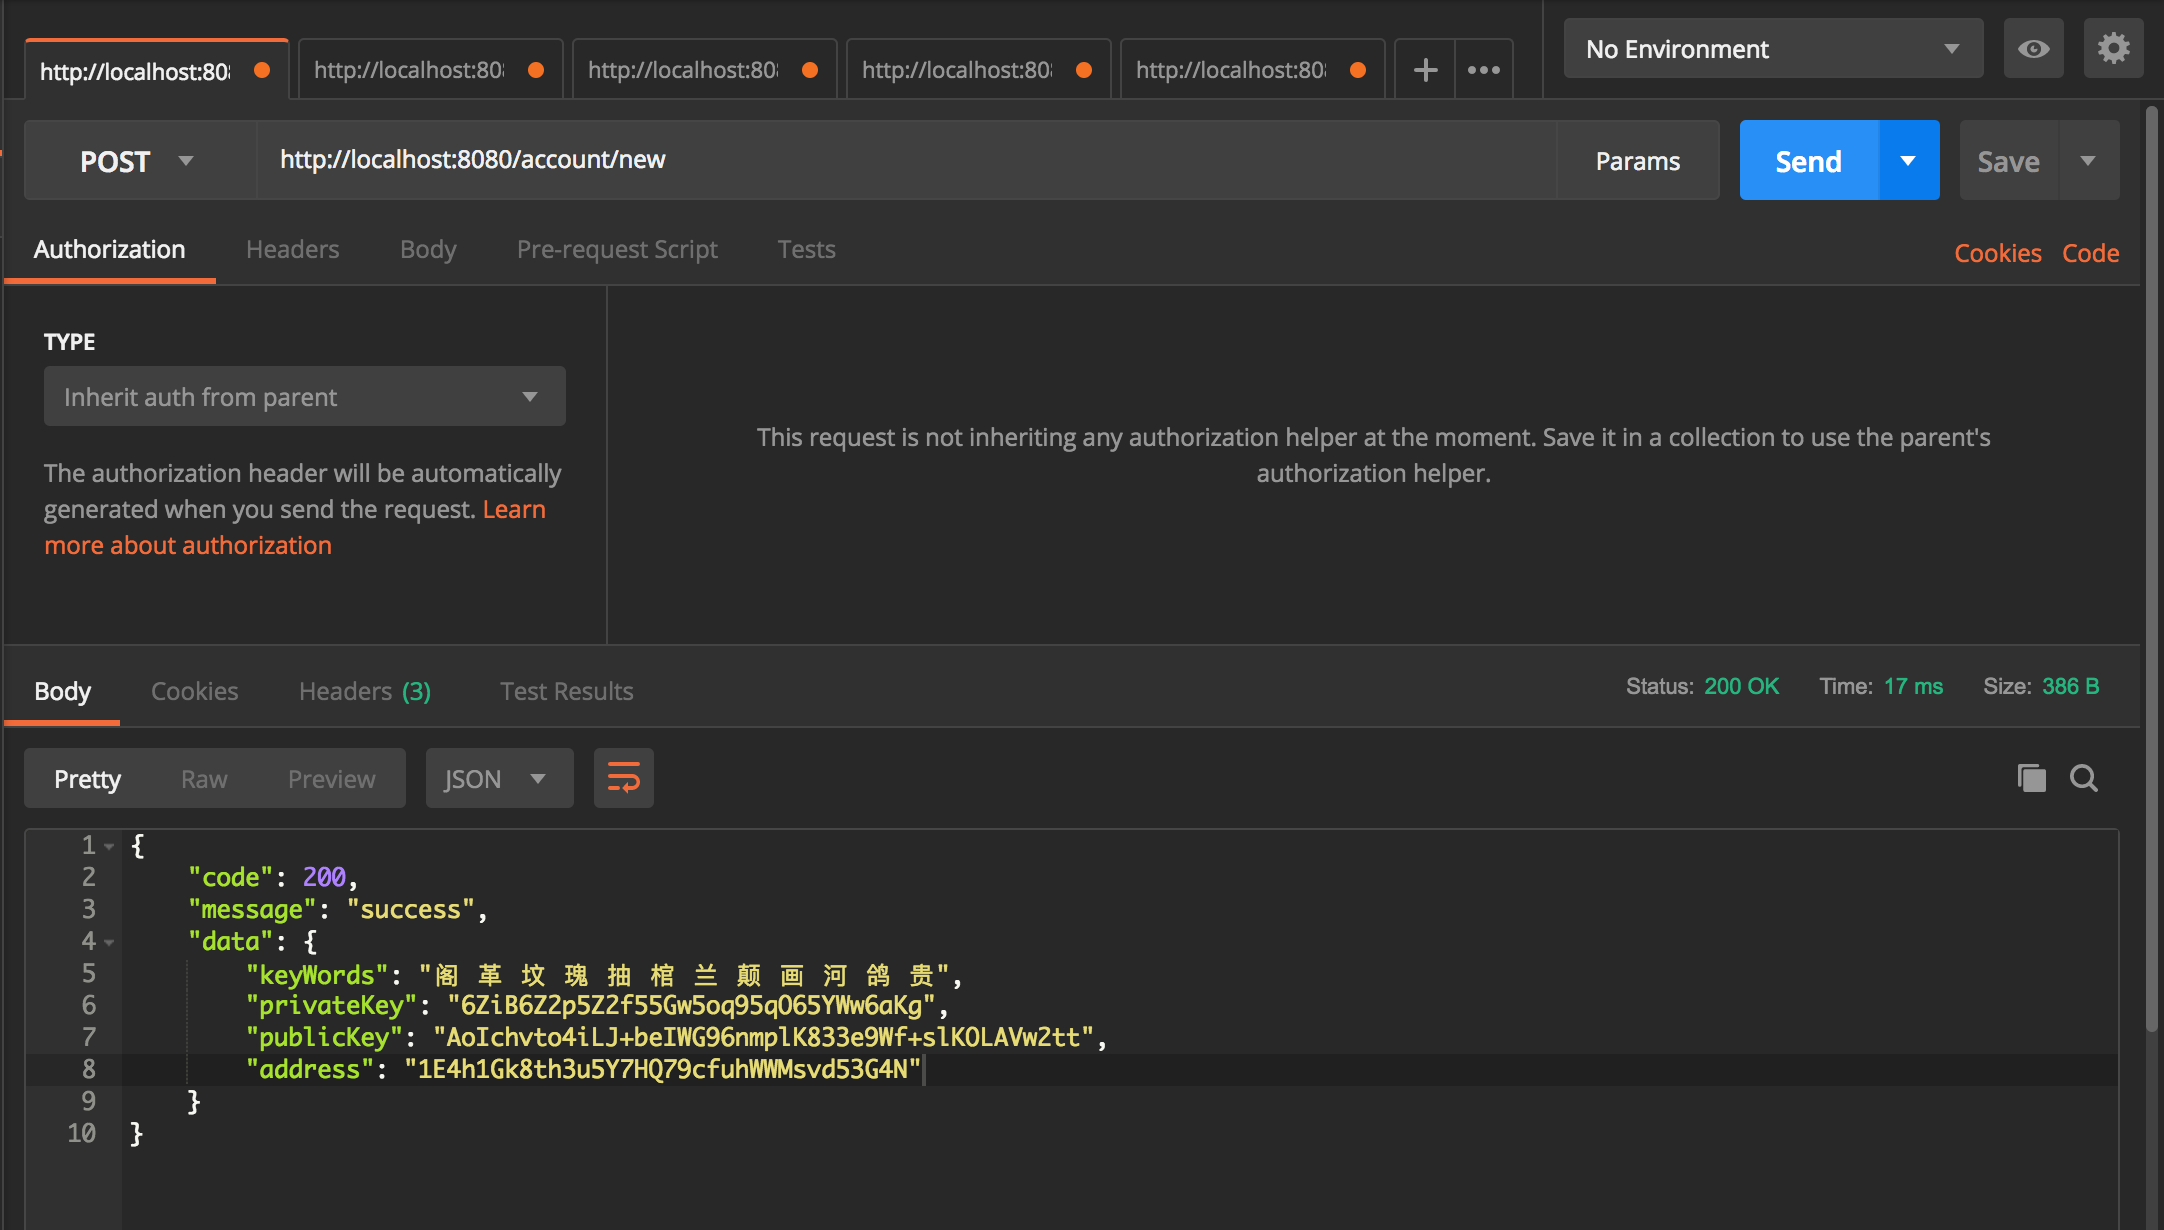 http://localhost:80 http://localhost:80 http://localhost:80 http://localhost:80 http://localhost:80 No Environment
POST http://localhost:8080/account/new Params Send Save
Authorization Headers Body Pre-request Script Tests Cookies Code
TYPE
Inherit auth from parent
The authorization header will be automatically
generated when you send the request. Learn
more about authorization
This request is not inheriting any authorization helper at the moment. Save it in a collection to use the parent's
authorization helper.
Body Cookies Headers (3) Test Results Status: 200 OK Time: 17 ms Size: 386 B
Pretty Raw Preview JSON
1 {
2 "code": 200,
3 "message": "success",
4 "data": {
5 "keyWords": "阁 革 坟 瑰 抽 棺 兰 颠 画 河 鸽 贵",
6 "privateKey": "6ZiB6Z2p5Z2f55Gw5oq95qO65YWw6aKg",
7 "publicKey": "AoIchvto4iLJ+beIWG96nmplK833e9Wf+slKOLAVw2tt",
8 "address": "1E4h1Gk8th3u5Y7HQ79cfuhWWMsvd53G4N"
9 }
10 }